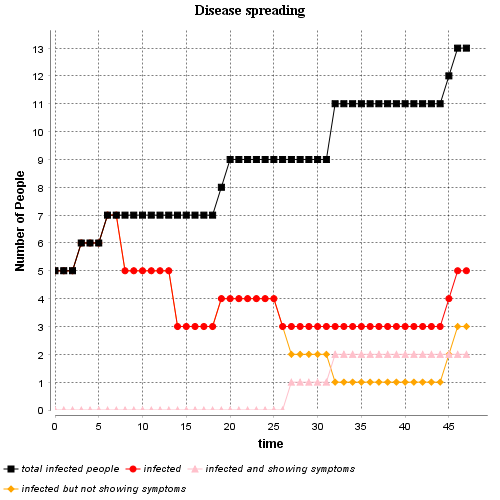 Disease spreading
Number of People
13
12
11
10
9
8
7
6
5
4
3
2
1
0
0 5 10 15 20 25 30 35 40 45
time
total infected people infected infected and showing symptoms
infected but not showing symptoms